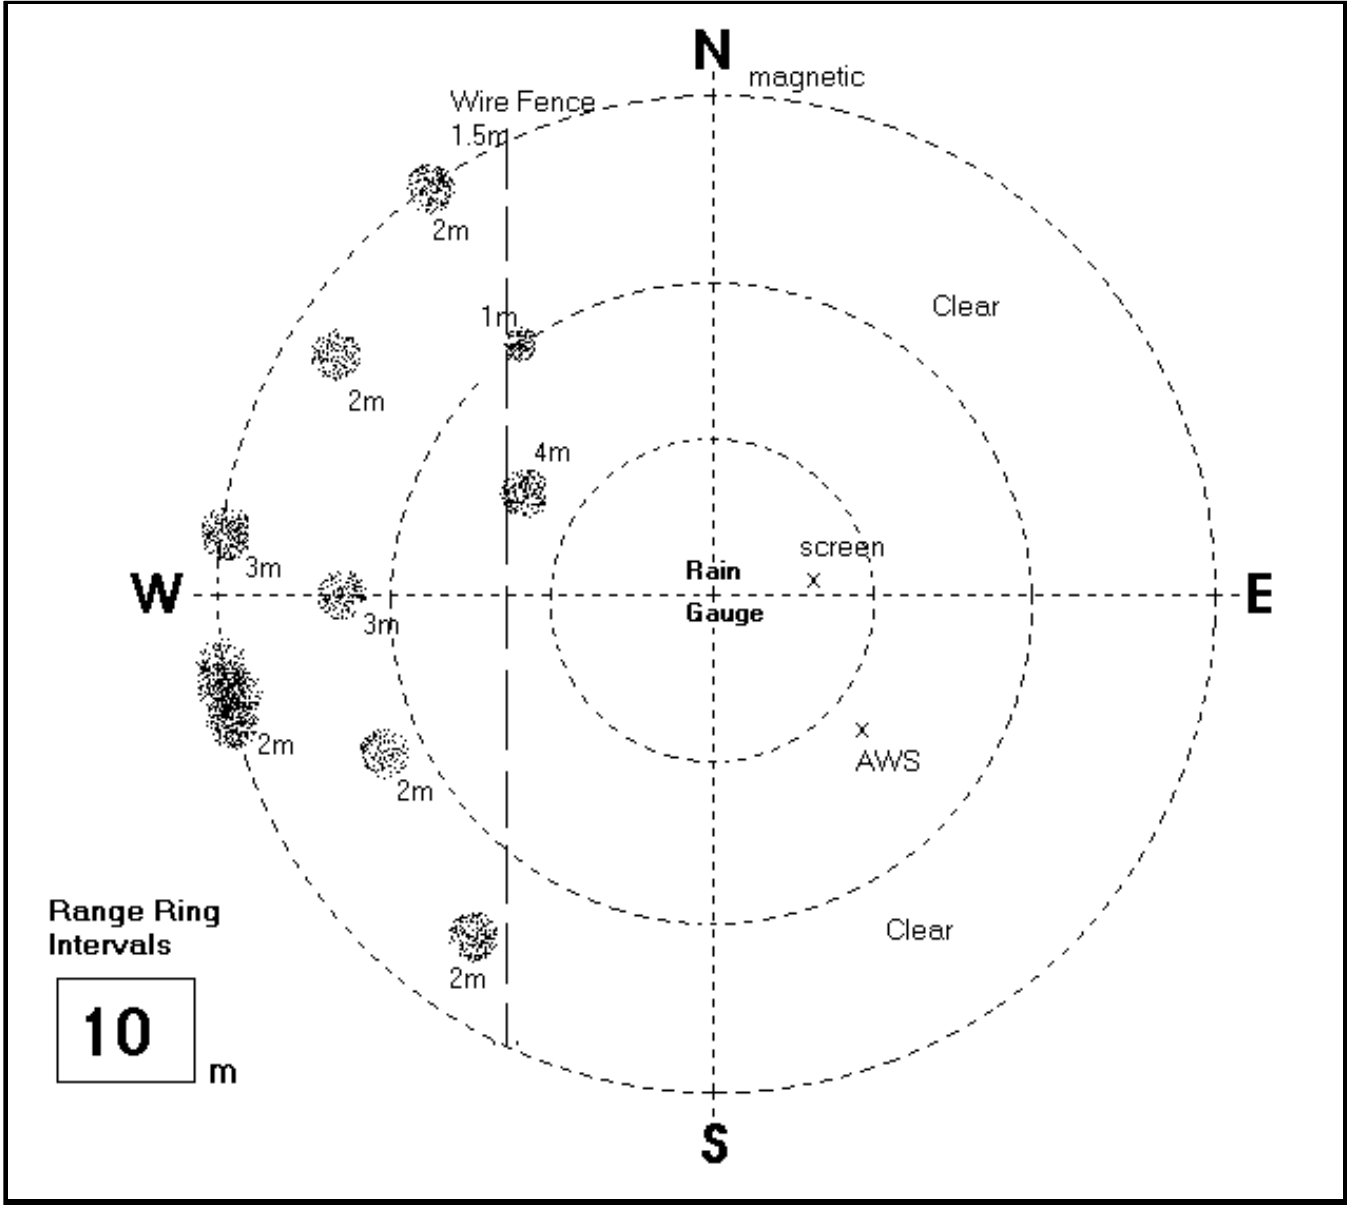 N
magnetic
Wire Fence
1.5m
2m
1m
Clear
2m
4m
screen
Rain
Gauge
W
E
3m
3m
2m
AWS
2m
Range Ring
Intervals
Clear
2m
10
m
S